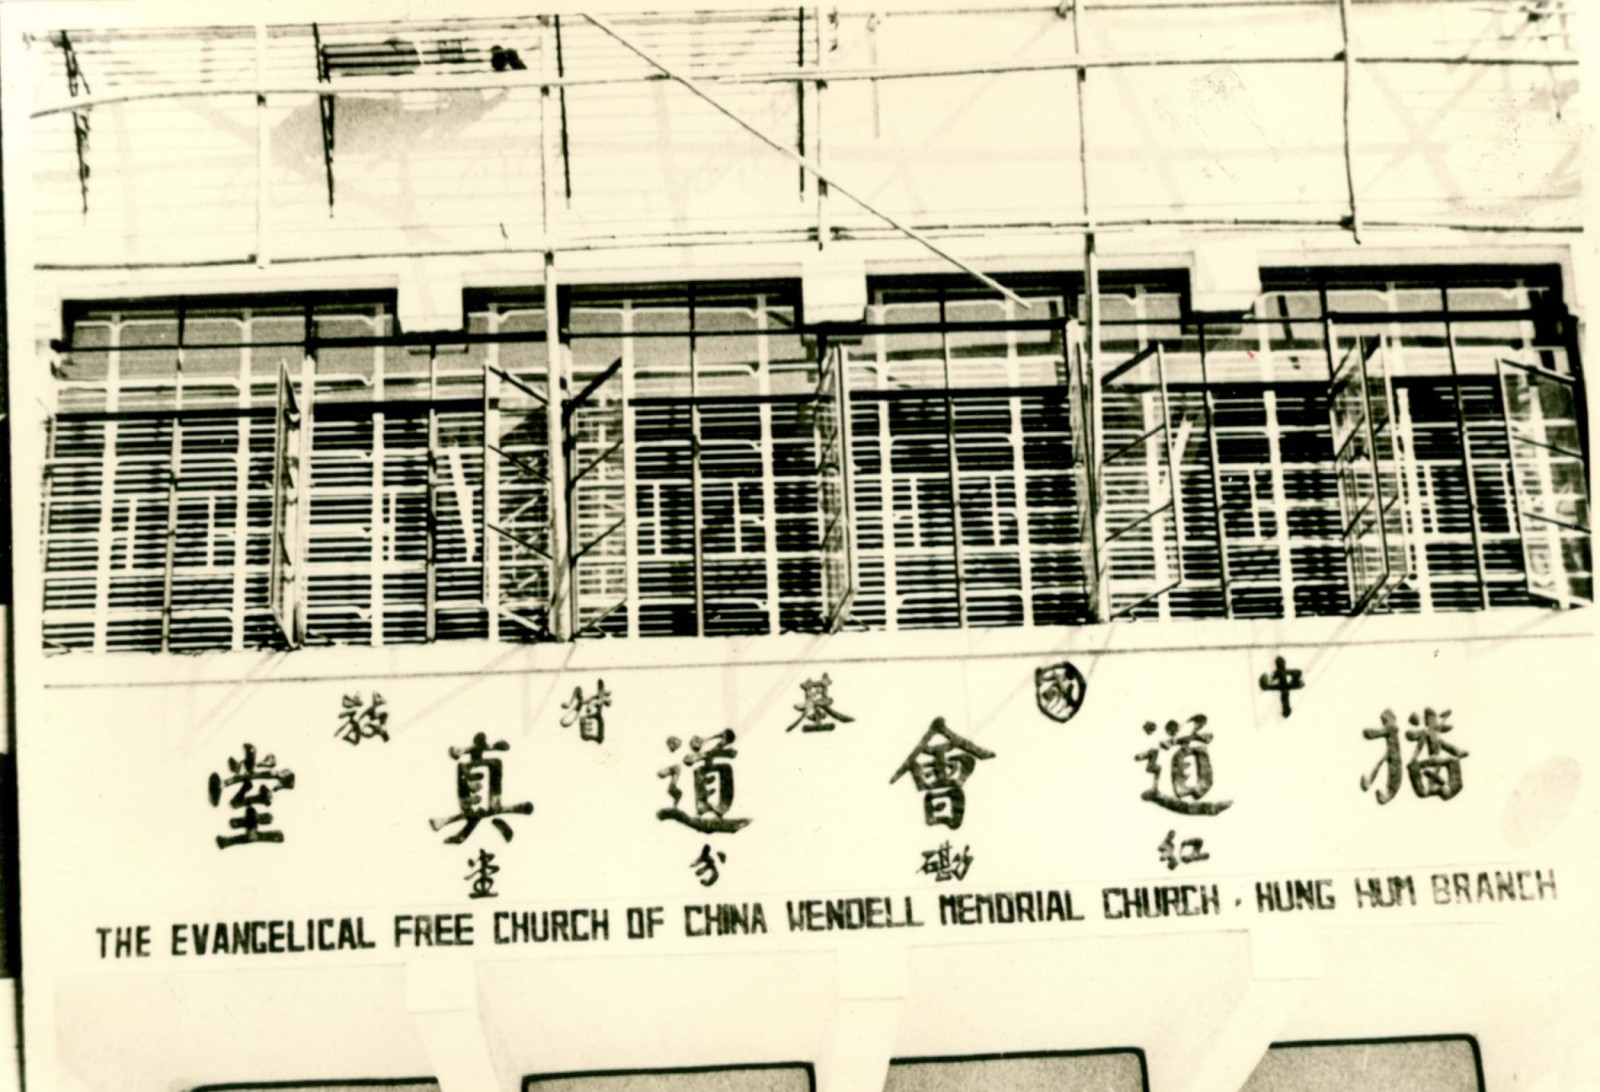 中國基督教
播道會道真堂
紅磡分堂
THE EVANGELICAL FREE CHURCH OF CHINA WENDELL MEMORIAL CHURCH · HUNG HUM BRANCH